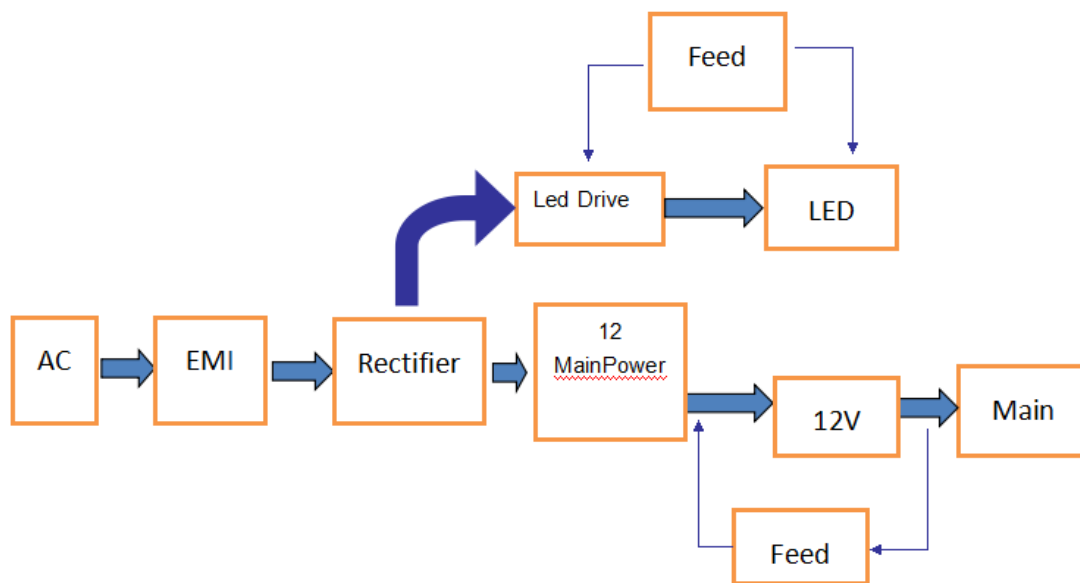 Feed
Led Drive
LED
AC
EMI
Rectifier
12
MainPower
12V
Main
Feed